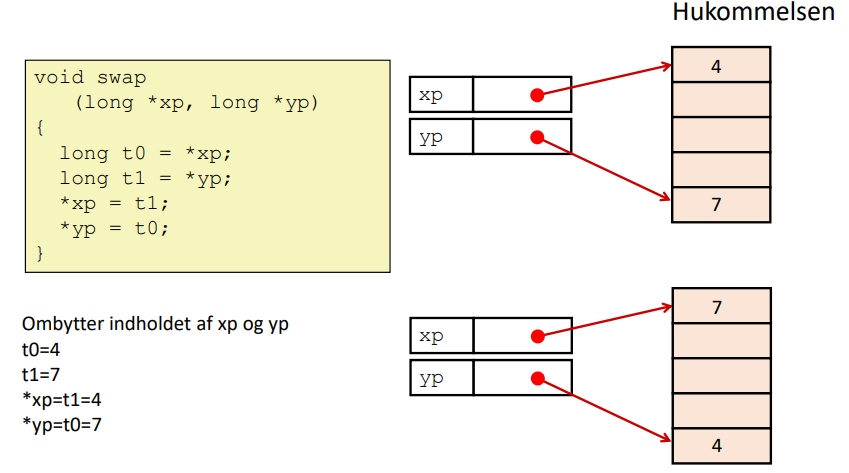 Hukommelsen
void swap
(long *xp, long *yp)
{
long t0 = *xp;
long t1 = *yp;
*xp = t1;
*yp = t0;
}
xp
yp
4
7
Ombytter indholdet af xp og yp
t0=4
t1=7
*xp=t1=4
*yp=t0=7
xp
yp
7
4